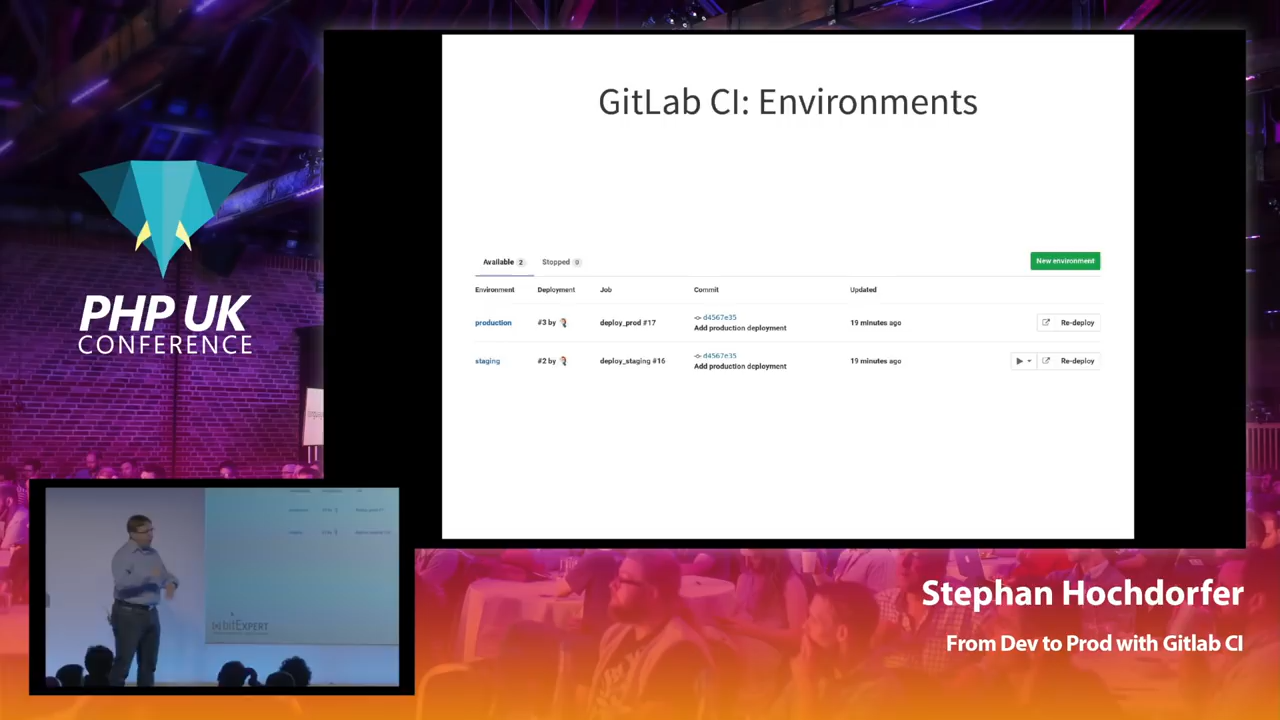 GitLab CI: Environments
Available 2 Stopped 0 New environment
Environment Deployment Job Commit Updated
production #3 by deploy_prod #17 d4567e35 Add production deployment 19 minutes ago Re-deploy
staging #2 by deploy_staging #16 d4567e35 Add production deployment 19 minutes ago Re-deploy
PHP UK
CONFERENCE
bitExpert
Stephan Hochdorfer
From Dev to Prod with Gitlab CI